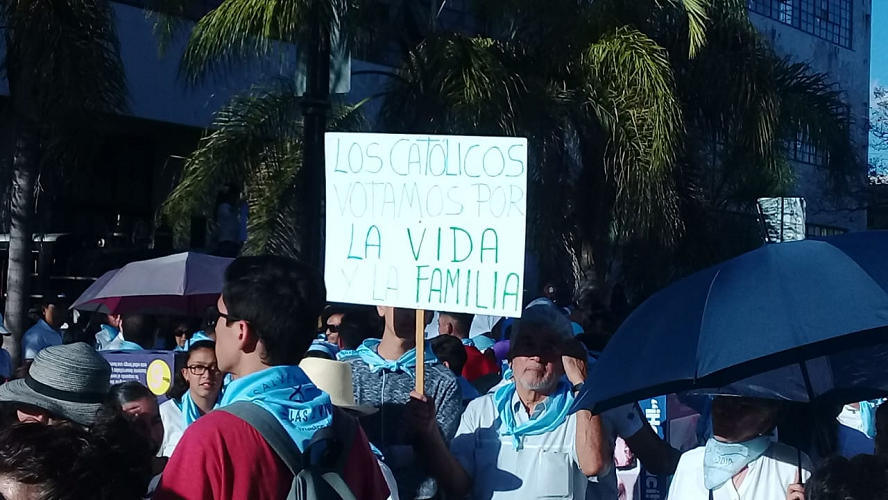 LOS CATÓLICOS
VOTAMOS POR
LA VIDA
Y LA FAMILIA